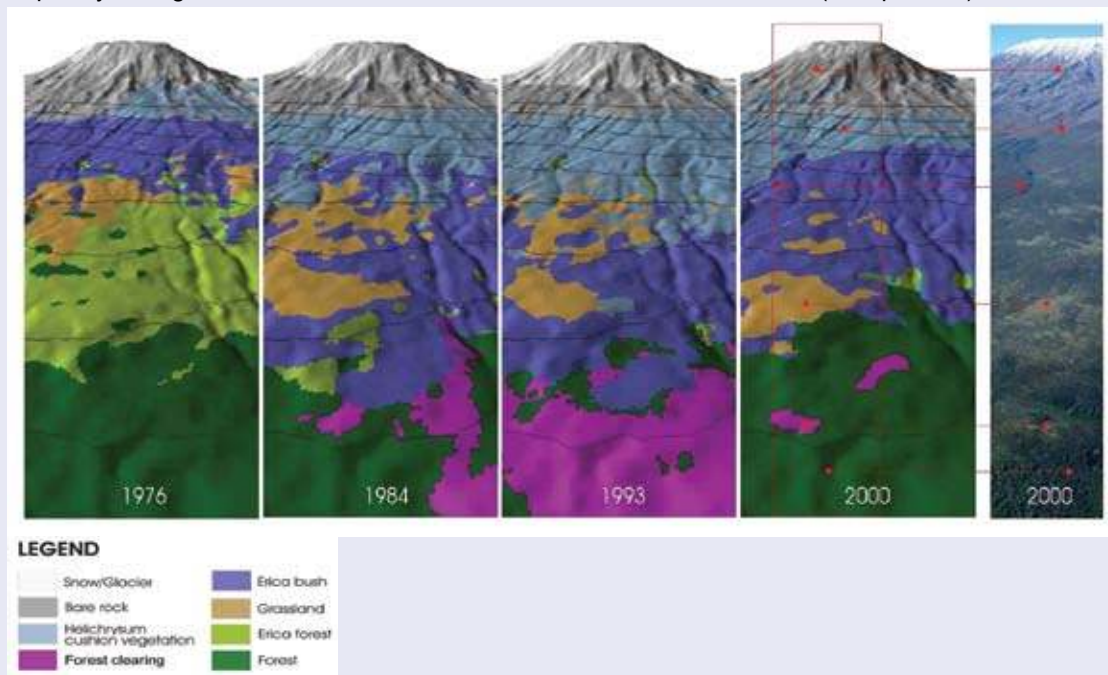 1976
1984
1993
2000
2000
LEGEND
Snow/Glacier
Bare rock
Helichrysum
cushion vegetation
Forest clearing
Erica bush
Grassland
Erica forest
Forest